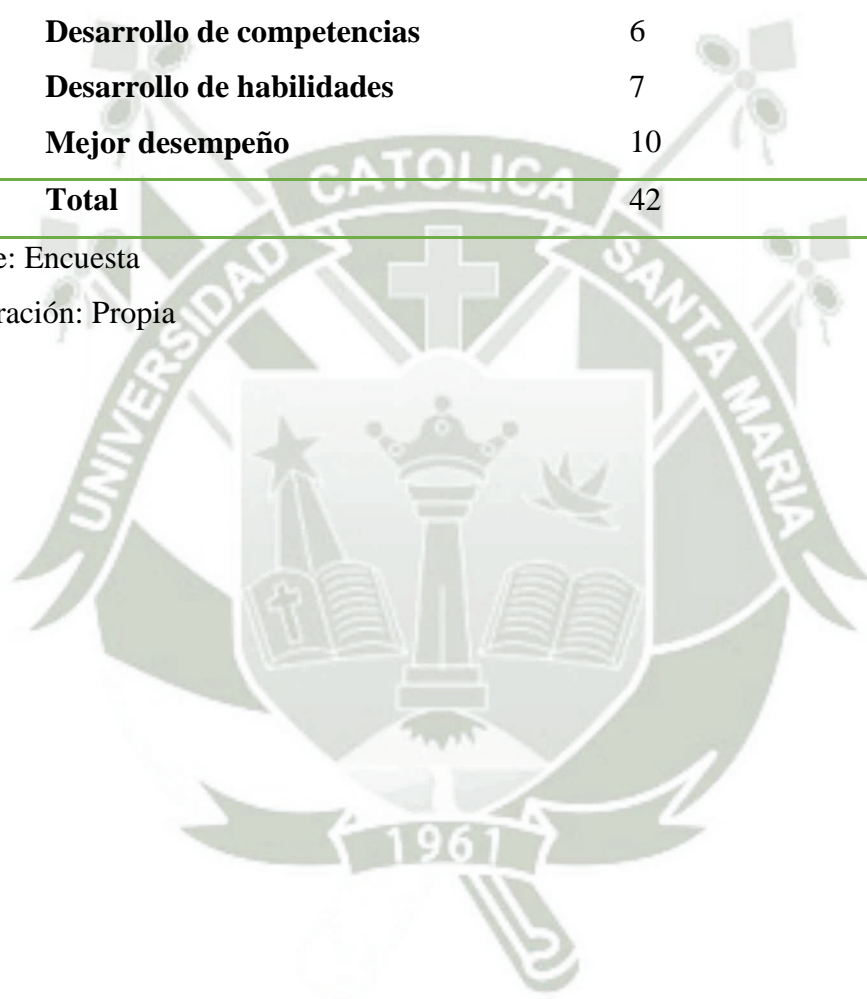 Desarrollo de competencias 6
Desarrollo de habilidades 7
Mejor desempeño 10
Total 42
e: Encuesta
ración: Propia
UNIVERSIDAD CATOLICA SANTA MARIA
1961